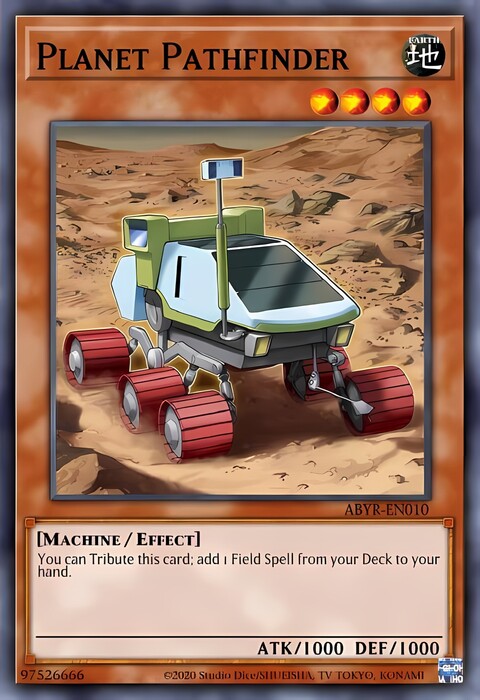 PLANET PATHFINDER
EARTH
地
ABYR-EN010
[MACHINE / EFFECT]
You can Tribute this card; add 1 Field Spell from your Deck to your
hand.
ATK/1000 DEF/1000
97526666
©2020 Studio Dice/SHUEISHA, TV TOKYO, KONAMI